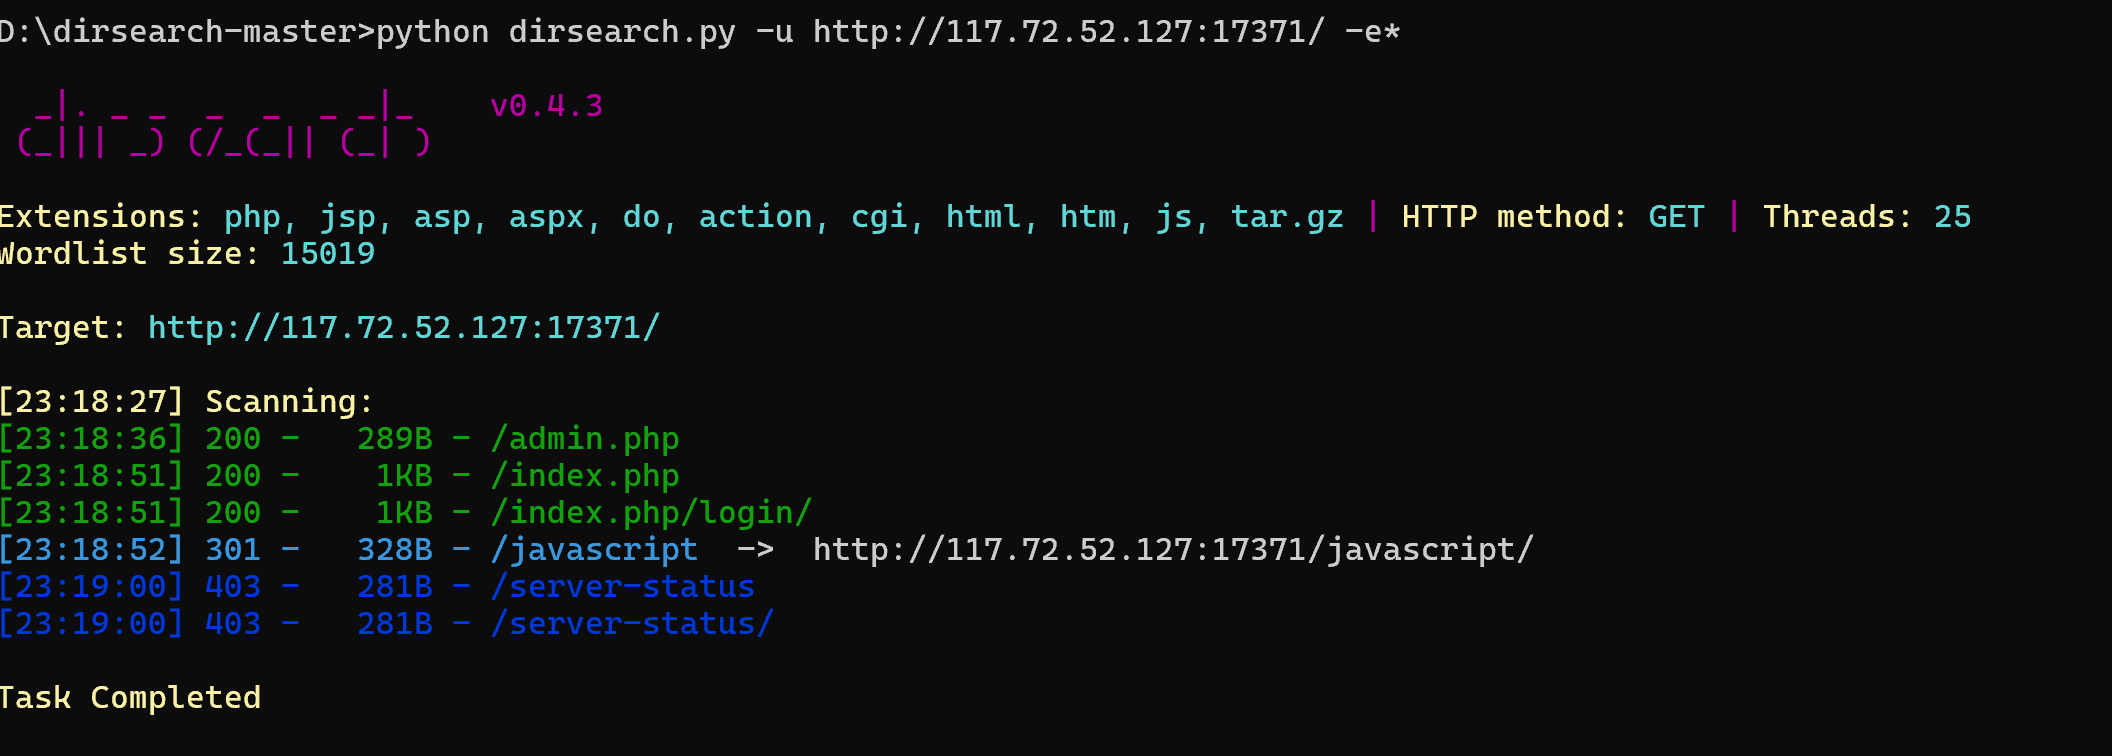 D:\dirsearch-master>python dirsearch.py -u http://117.72.52.127:17371/ -e*
  _|. _ _  _  _  _ _|_    v0.4.3
 (_||| _) (/_(_|| (_| )
Extensions: php, jsp, asp, aspx, do, action, cgi, html, htm, js, tar.gz | HTTP method: GET | Threads: 25
Wordlist size: 15019
Target: http://117.72.52.127:17371/
[23:18:27] Scanning:
[23:18:36] 200 -   289B - /admin.php
[23:18:51] 200 -    1KB - /index.php
[23:18:51] 200 -    1KB - /index.php/login/
[23:18:52] 301 -   328B - /javascript  ->  http://117.72.52.127:17371/javascript/
[23:19:00] 403 -   281B - /server-status
[23:19:00] 403 -   281B - /server-status/
Task Completed